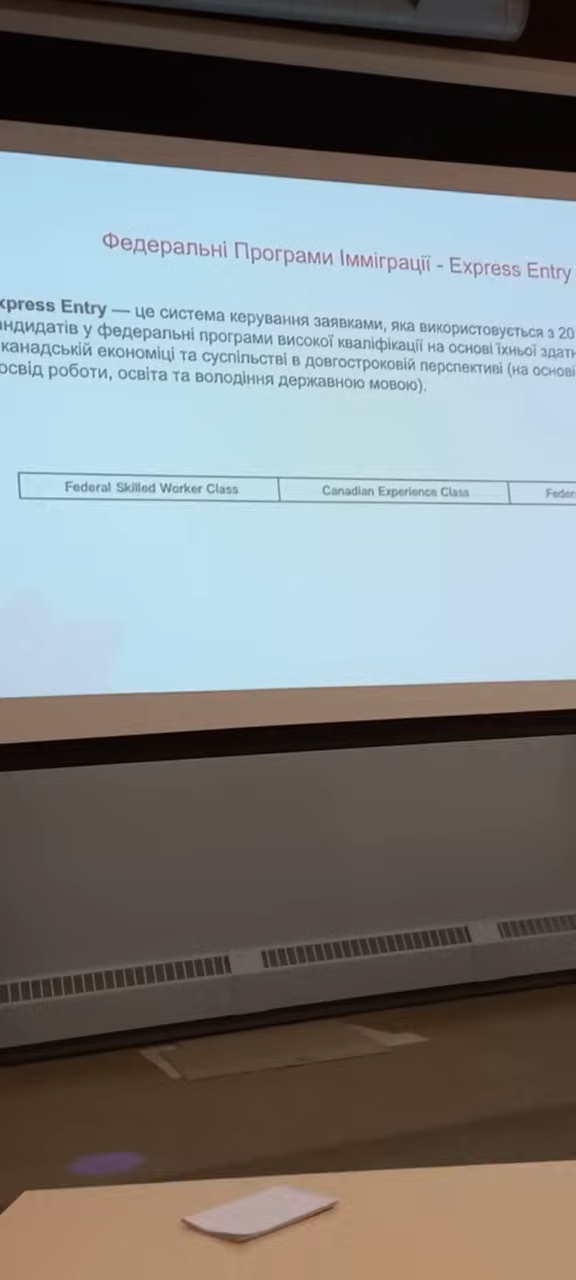 Федеральні Програми Імміграції - Express Entry
xpress Entry — це система керування заявками, яка використовується з 20
андидатів у федеральні програми високої кваліфікації на основі їхньої здатн
канадській економіці та суспільстві в довгостроковій перспективі (на основі
освід роботи, освіта та володіння державною мовою).
Federal Skilled Worker Class Canadian Experience Class Feder